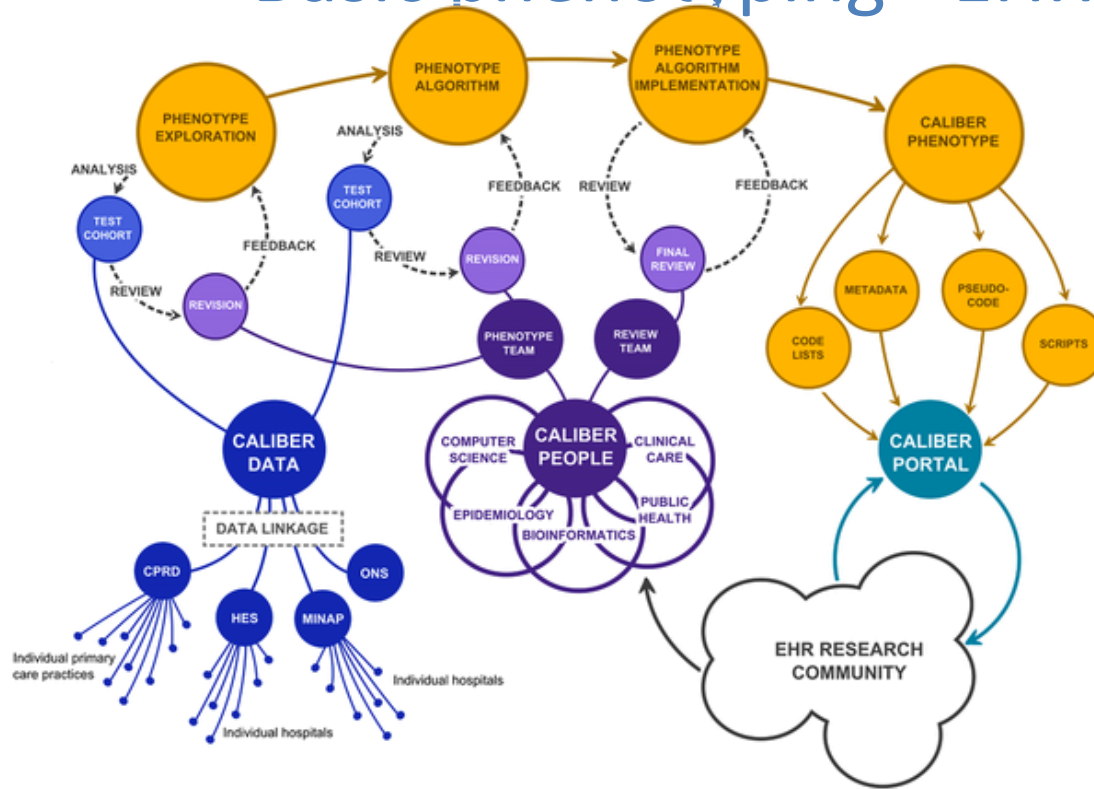 Basic phenotyping
PHENOTYPE
EXPLORATION
PHENOTYPE
ALGORITHM
PHENOTYPE
ALGORITHM
IMPLEMENTATION
CALIBER
PHENOTYPE
ANALYSIS
TEST
COHORT
REVIEW
REVISION
FEEDBACK
ANALYSIS
TEST
COHORT
REVIEW
REVISION
FEEDBACK
REVIEW
FINAL
REVIEW
FEEDBACK
CODE
LISTS
METADATA
PSEUDO-
CODE
SCRIPTS
PHENOTYPE
TEAM
REVIEW
TEAM
CALIBER
DATA
DATA LINKAGE
CPRD
HES
MINAP
ONS
Individual primary
care practices
Individual hospitals
Individual hospitals
CALIBER
PEOPLE
COMPUTER
SCIENCE
CLINICAL
CARE
EPIDEMIOLOGY
PUBLIC
HEALTH
BIOINFORMATICS
CALIBER
PORTAL
EHR RESEARCH
COMMUNITY